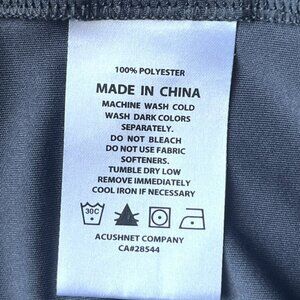 100% POLYESTER
MADE IN CHINA
MACHINE WASH COLD
WASH DARK COLORS
SEPARATELY.
DO NOT BLEACH
DO NOT USE FABRIC
SOFTENERS.
TUMBLE DRY LOW
REMOVE IMMEDIATELY
COOL IRON IF NECESSARY
30C
ACUSHNET COMPANY
CA#28544